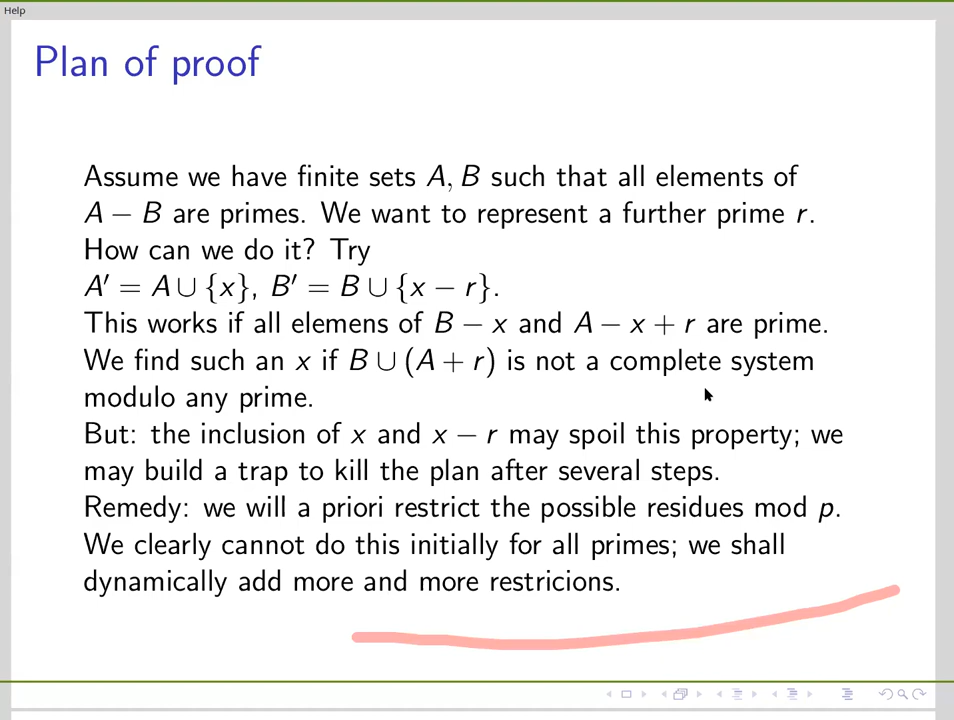 Help
Plan of proof
Assume we have finite sets A, B such that all elements of
A − B are primes. We want to represent a further prime r.
How can we do it? Try
A′ = A ∪ {x}, B′ = B ∪ {x − r}.
This works if all elemens of B − x and A − x + r are prime.
We find such an x if B ∪ (A + r) is not a complete system
modulo any prime.
But: the inclusion of x and x − r may spoil this property; we
may build a trap to kill the plan after several steps.
Remedy: we will a priori restrict the possible residues mod p.
We clearly cannot do this initially for all primes; we shall
dynamically add more and more restricions.